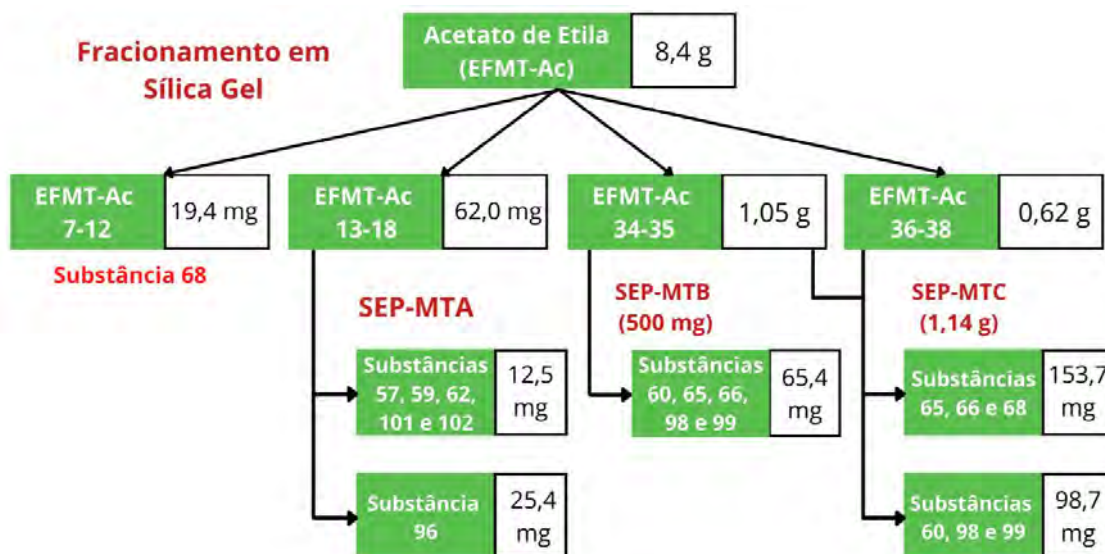 Fracionamento em
Sílica Gel
Acetato de Etila
(EFMT-Ac)
8,4 g
EFMT-Ac
7-12
19,4 mg
EFMT-Ac
13-18
62,0 mg
EFMT-Ac
34-35
1,05 g
EFMT-Ac
36-38
0,62 g
Substância 68
SEP-MTA
SEP-MTB
(500 mg)
SEP-MTC
(1,14 g)
Substâncias
57, 59, 62,
101 e 102
12,5
mg
Substâncias
60, 65, 66,
98 e 99
65,4
mg
Substâncias
65, 66 e 68
153,7
mg
Substância
96
25,4
mg
Substâncias
60, 98 e 99
98,7
mg